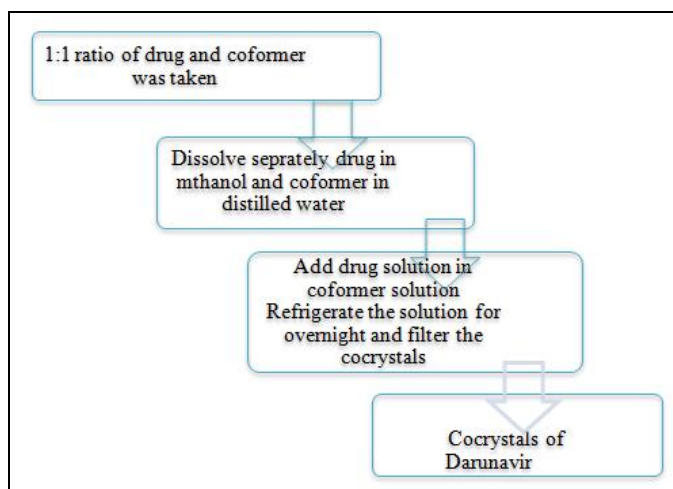 1:1 ratio of drug and coformer
was taken
Dissolve seprately drug in
mthanol and coformer in
distilled water
Add drug solution in
coformer solution
Refrigerate the solution for
overnight and filter the
cocrystals
Cocrystals of
Darunavir